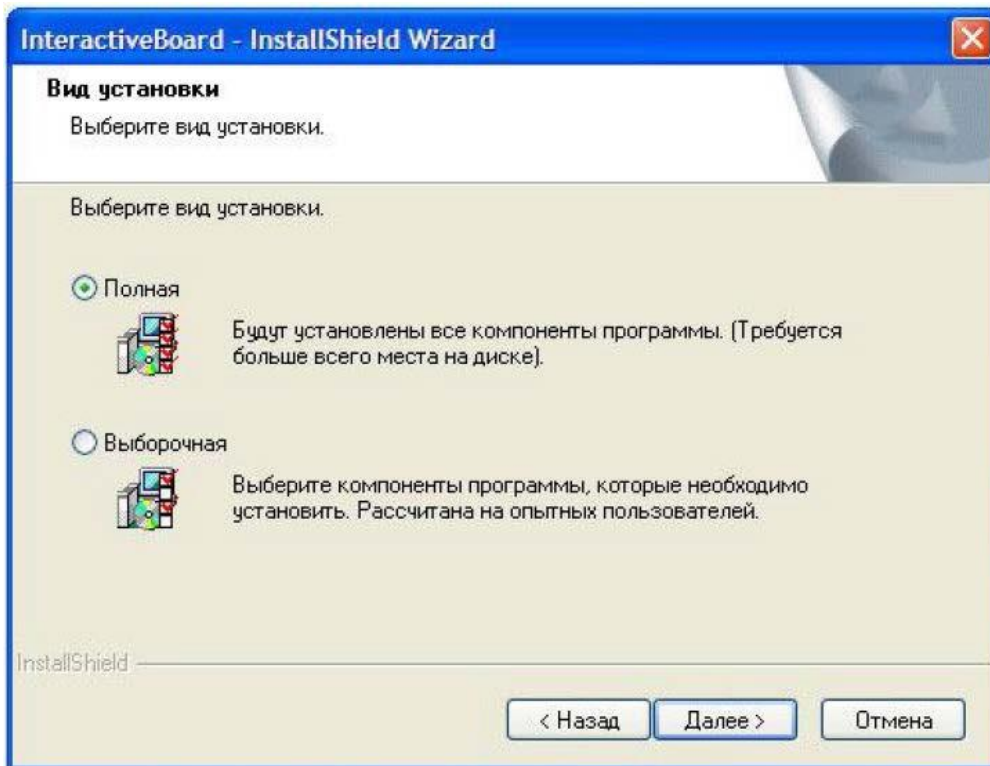 InteractiveBoard - InstallShield Wizard
Вид установки
Выберите вид установки.
Выберите вид установки.
Полная
Будут установлены все компоненты программы. (Требуется
больше всего места на диске).
Выборочная
Выберите компоненты программы, которые необходимо
установить. Рассчитана на опытных пользователей.
InstallShield
< Назад
Далее >
Отмена